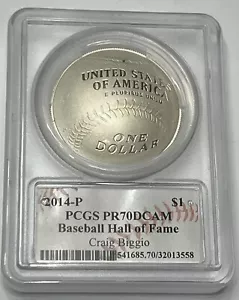 UNITED STATES
OF AMERICA
E PLURIBUS UNUM
ONE
DOLLAR
2014-P $1
PCGS PR70DCAM
Baseball Hall of Fame
Craig Biggio
541685.70/32013558